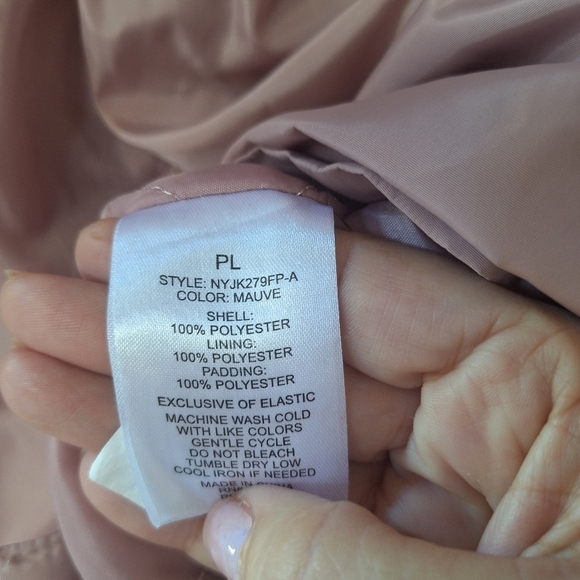 PL
STYLE: NYJK279FP-A
COLOR: MAUVE
SHELL:
100% POLYESTER
LINING:
100% POLYESTER
PADDING:
100% POLYESTER
EXCLUSIVE OF ELASTIC
MACHINE WASH COLD
WITH LIKE COLORS
GENTLE CYCLE
DO NOT BLEACH
TUMBLE DRY LOW
COOL IRON IF NEEDED
MADE IN CHINA